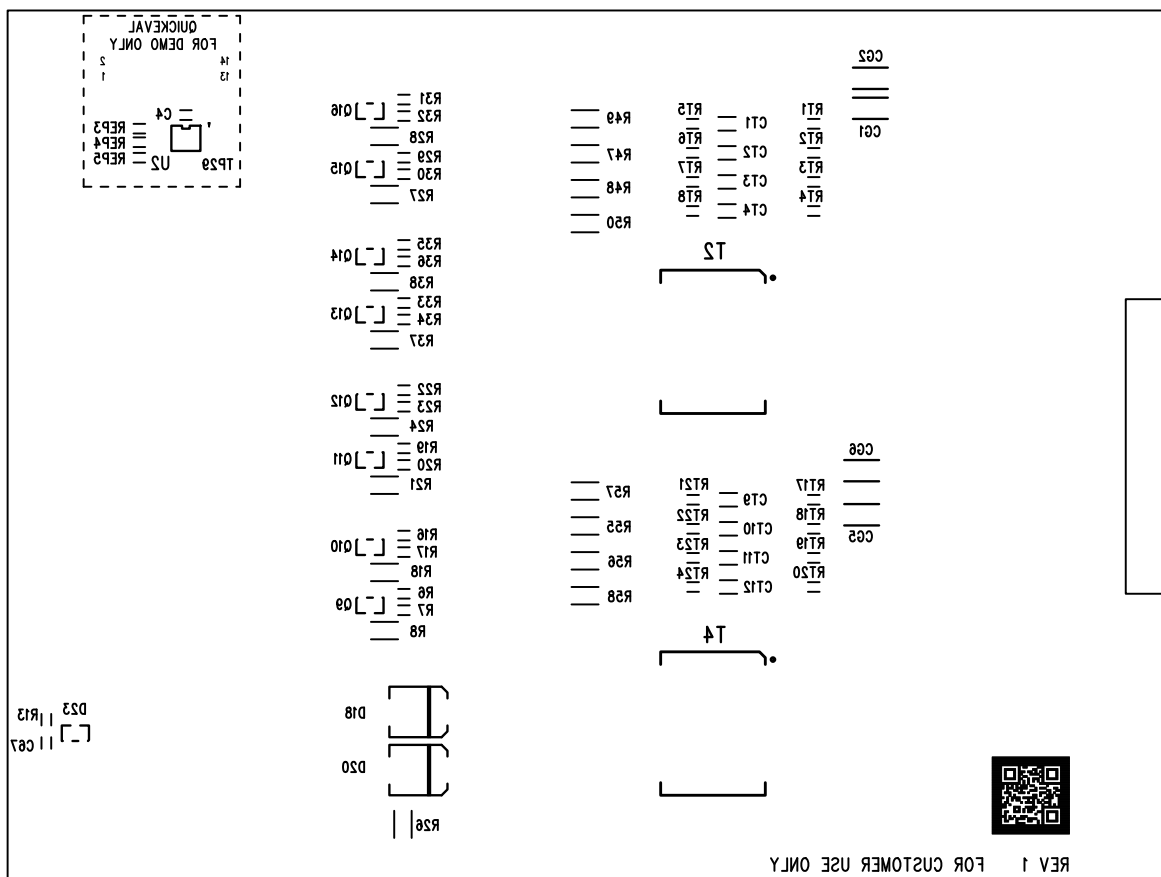 QUICKEVAL
FOR DEMO ONLY
2 14
1 13
C4
REP3
REP4
REP5
U2
TP29
Q16
R31
R32
R28
Q15
R29
R30
R27
Q14
R35
R36
R38
Q13
R33
R34
R37
Q12
R22
R23
R24
Q11
R19
R20
R21
Q10
R16
R17
R18
Q9
R6
R7
R8
R49
R47
R48
R50
RT5
RT6
RT7
RT8
CT1
CT2
CT3
CT4
RT1
RT2
RT3
RT4
CG2
CG1
T2
R57
R55
R56
R58
RT21
RT22
RT23
RT24
CT9
CT10
CT11
CT12
RT17
RT18
RT19
RT20
CG6
CG5
T4
R13
C67
D23
D18
D20
R26
REV 1 FOR CUSTOMER USE ONLY